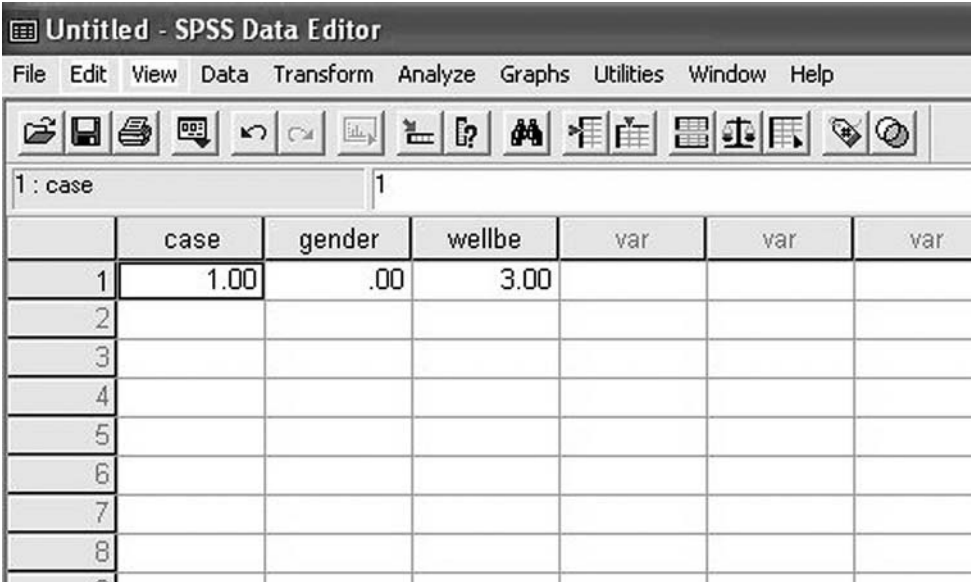 Untitled - SPSS Data Editor
File Edit View Data Transform Analyze Graphs Utilities Window Help
1 : case 1
case gender wellbe var var var
1 1.00 .00 3.00
2
3
4
5
6
7
8